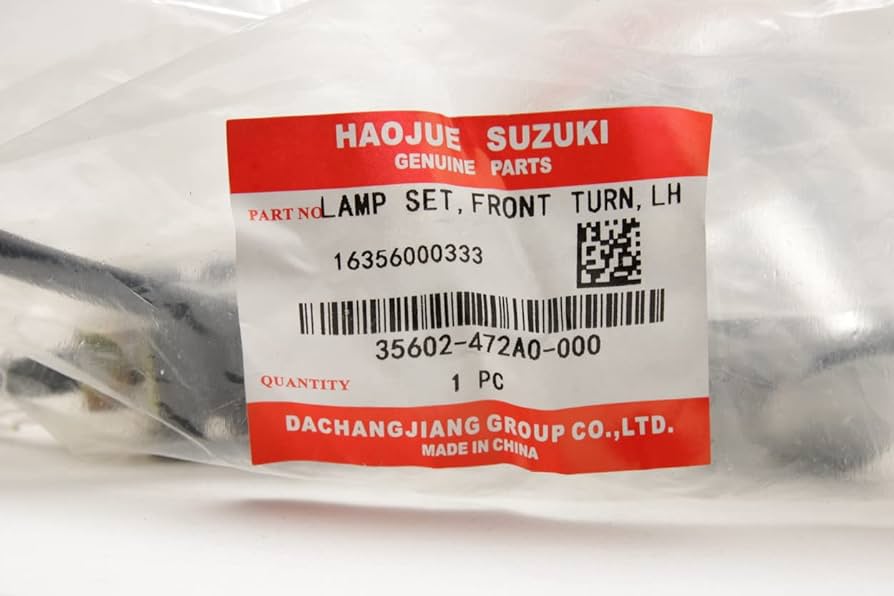 HAOJUE SUZUKI
GENUINE PARTS
PART NO LAMP SET, FRONT TURN, LH
16356000333
35602-472A0-000
QUANTITY 1 PC
DACHANGJIANG GROUP CO.,LTD.
MADE IN CHINA